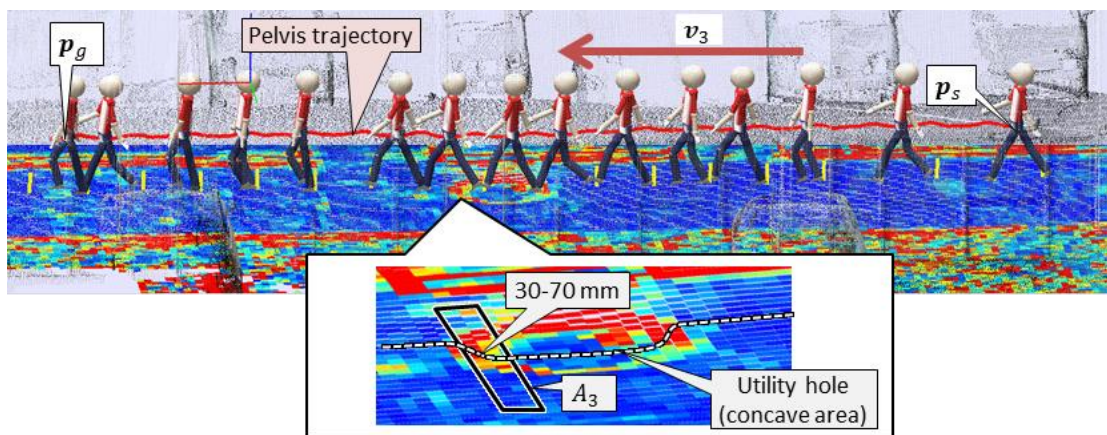 p_g
Pelvis trajectory
v_3
p_s
30-70 mm
A_3
Utility hole
(concave area)